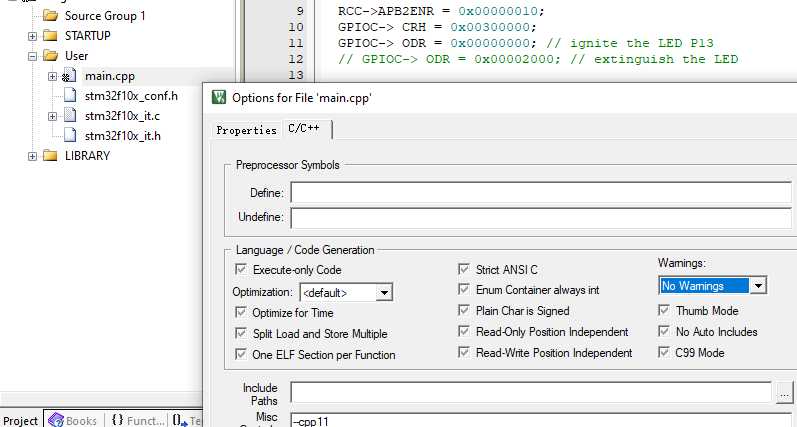 Source Group 1
STARTUP
User
main.cpp
stm32f10x_conf.h
stm32f10x_it.c
stm32f10x_it.h
LIBRARY
9 RCC->APB2ENR = 0x00000010;
10 GPIOC-> CRH = 0x00300000;
11 GPIOC-> ODR = 0x00000000; // ignite the LED P13
12 // GPIOC-> ODR = 0x00002000; // extinguish the LED
13
Options for File 'main.cpp'
Properties C/C++
Preprocessor Symbols
Define:
Undefine:
Language / Code Generation
Execute-only Code
Optimization: <default>
Optimize for Time
Split Load and Store Multiple
One ELF Section per Function
Strict ANSI C
Enum Container always int
Plain Char is Signed
Read-Only Position Independent
Read-Write Position Independent
Warnings:
No Warnings
Thumb Mode
No Auto Includes
C99 Mode
Include
Paths
...
Misc
--cpp11
Project Books {} Funct... 0